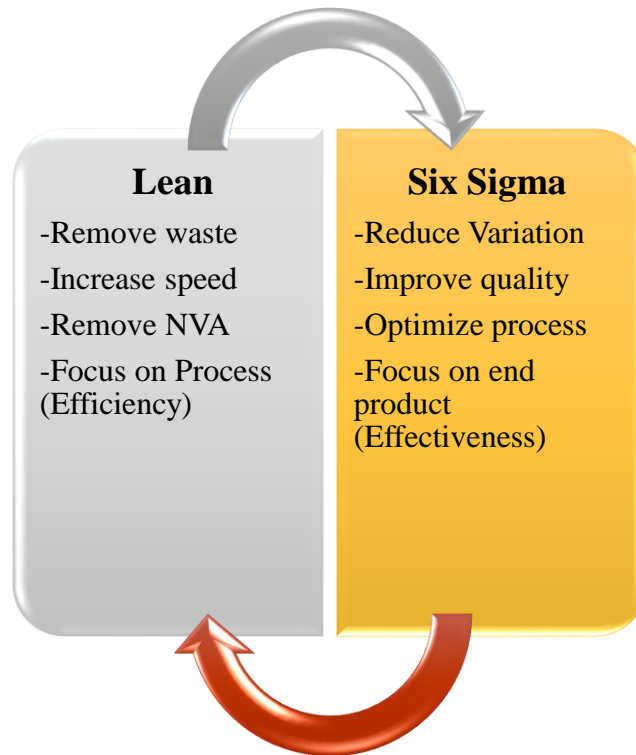 Lean
-Remove waste
-Increase speed
-Remove NVA
-Focus on Process
(Efficiency)
Six Sigma
-Reduce Variation
-Improve quality
-Optimize process
-Focus on end
product
(Effectiveness)